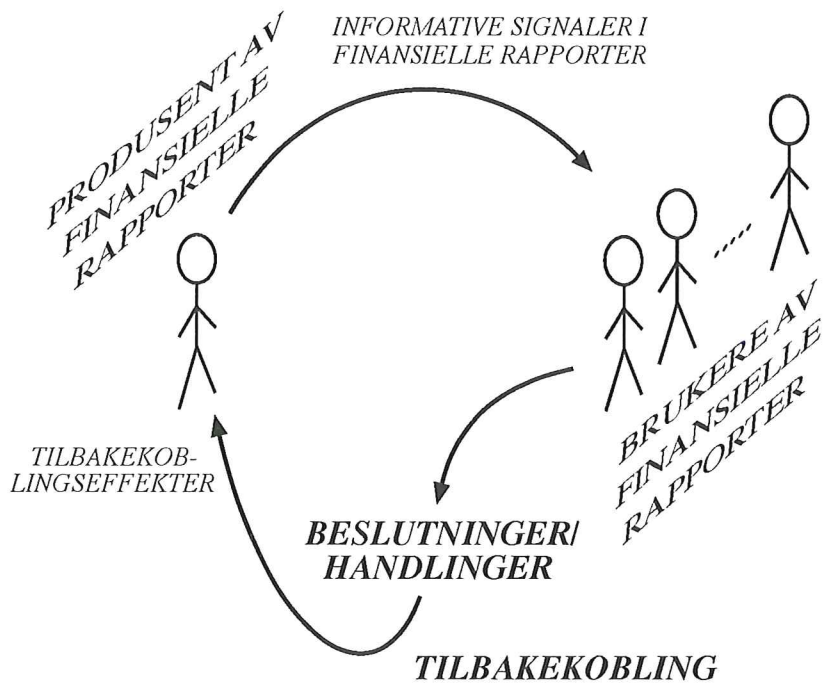 INFORMATIVE SIGNALER I
FINANSIELLE RAPPORTER
PRODUSENT AV
FINANSIELLE
RAPPORTER
BRUKERE AV
FINANSIELLE
RAPPORTER
TILBAKEKOB-
LINGSEFFEKTER
BESLUTNINGER/
HANDLINGER
TILBAKEKOBLING